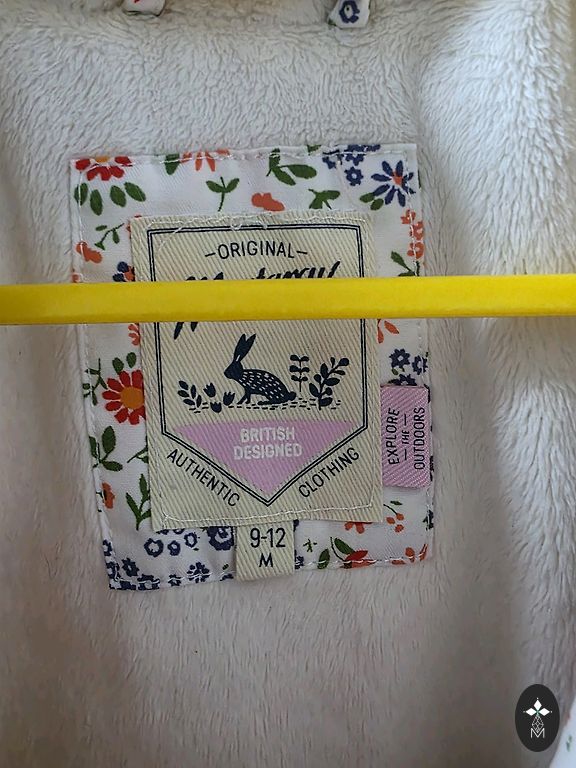 ORIGINAL
BRITISH
DESIGNED
AUTHENTIC CLOTHING
EXPLORE
THE
OUTDOORS
9-12
M
M